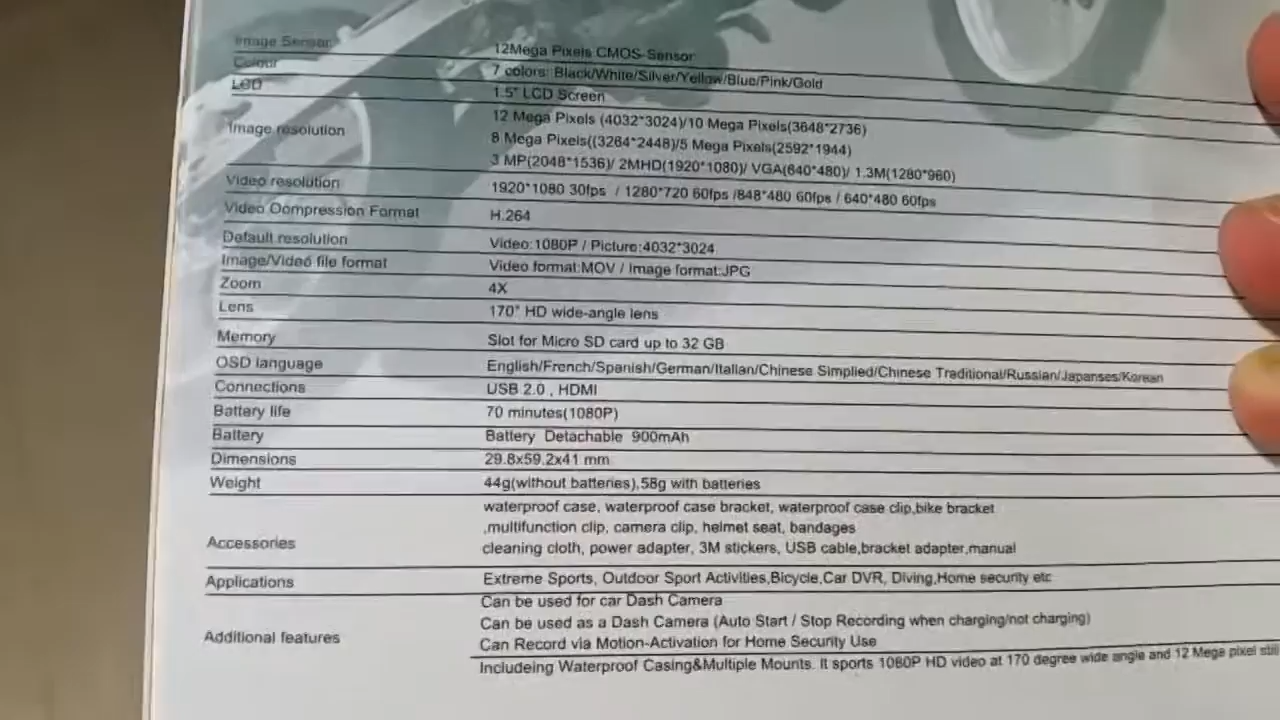 Image Sensor 12Mega Pixels CMOS-Sensor
Colour 7 colors: Black/White/Silver/Yellow/Blue/Pink/Gold
LCD 1.5" LCD Screen
Image resolution 12 Mega Pixels (4032*3024)/10 Mega Pixels(3648*2736)
8 Mega Pixels((3264*2448)/5 Mega Pixels(2592*1944)
3 MP(2048*1536)/ 2MHD(1920*1080)/ VGA(640*480)/ 1.3M(1280*960)
Video resolution 1920*1080 30fps / 1280*720 60fps /848*480 60fps / 640*480 60fps
Video Compression Format H.264
Default resolution Video:1080P / Picture:4032*3024
Image/Video file format Video format:MOV / Image format:JPG
Zoom 4X
Lens 170° HD wide-angle lens
Memory Slot for Micro SD card up to 32 GB
OSD language English/French/Spanish/German/Italian/Chinese Simplied/Chinese Traditional/Russian/Japanses/Korean
Connections USB 2.0 , HDMI
Battery life 70 minutes(1080P)
Battery Battery Detachable 900mAh
Dimensions 29.8x59.2x41 mm
Weight 44g(without batteries),58g with batteries
waterproof case, waterproof case bracket, waterproof case clip,bike bracket
,multifunction clip, camera clip, helmet seat, bandages
Accessories cleaning cloth, power adapter, 3M stickers, USB cable,bracket adapter,manual
Applications Extreme Sports, Outdoor Sport Activities,Bicycle,Car DVR, Diving,Home security etc
Can be used for car Dash Camera
Can be used as a Dash Camera (Auto Start / Stop Recording when charging/not charging)
Additional features Can Record via Motion-Activation for Home Security Use
Includeing Waterproof Casing&Multiple Mounts. It sports 1080P HD video at 170 degree wide angle and 12 Mega pixel still